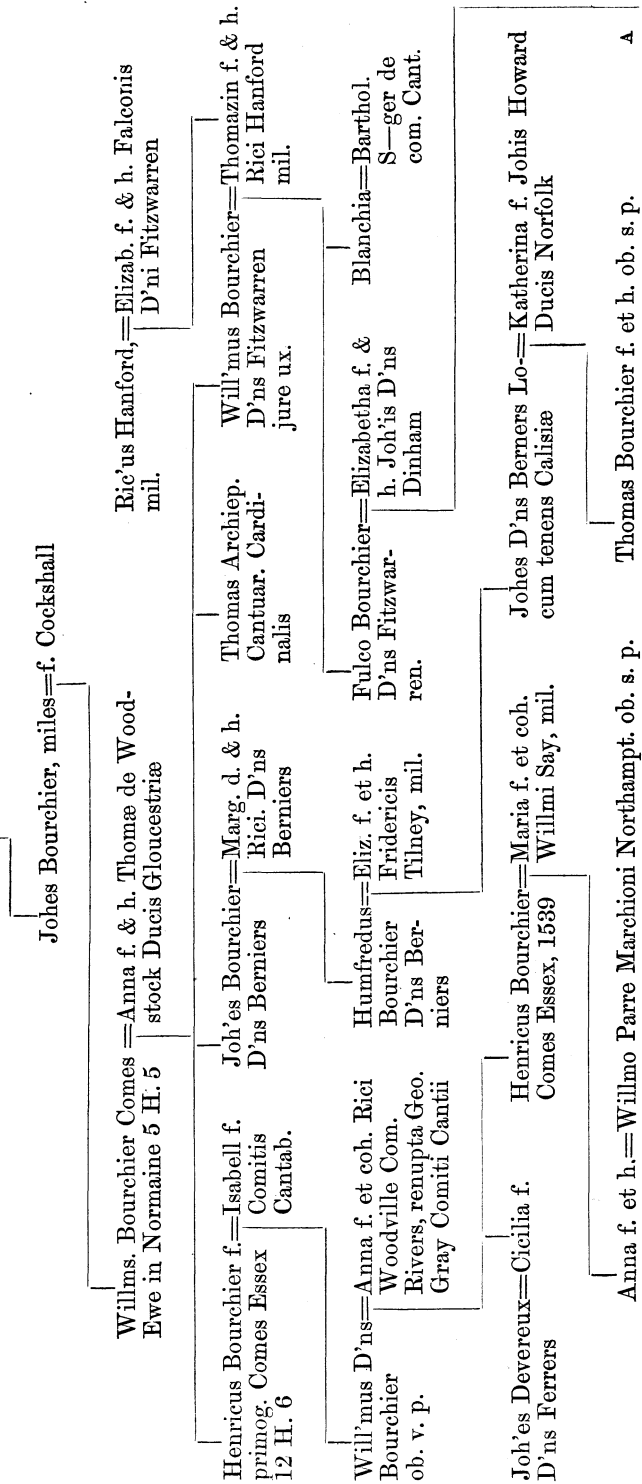 Johes Bourchier, miles=f. Cockshall
Willms. Bourchier Comes =Anna f. & h. Thomæ de Wood-
Ewe in Normaine 5 H. 5
stock Ducis Gloucestriæ
Ric'us Hanford,=Elizab. f. & h. Falconis
mil.
D'ni Fitzwarren
Henricus Bourchier f.=Isabell f.
primog. Comes Essex
12 H. 6
Comitis
Cantab.
Joh'es Bourchier=Marg. d. & h.
D'ns Berniers
Rici. D'ns
Berniers
Thomas Archiep.
Cantuar. Cardi-
nalis
Will'mus Bourchier=Thomazin f. & h.
D'ns Fitzwarren
jure ux.
Rici Hanford
mil.
Will'mus D'ns=Anna f. et coh. Rici
Bourchier
ob. v. p.
Woodville Com.
Rivers, renupta Geo.
Gray Comiti Cantii
Humfredus=Eliz. f. et h.
Bourchier
D'ns Ber-
niers
Fridericis
Tilney, mil.
Fulco Bourchier=Elizabetha f. &
D'ns Fitzwar-
ren.
h. Joh'is D'ns
Dinham
Blanchia=Barthol.
S—ger de
com. Cant.
Joh'es Devereux=Cicilia f.
D'ns Ferrers
Henricus Bourchier=Maria f. et coh.
Comes Essex, 1539
Willmi Say, mil.
Johes D'ns Berners Lo-=Katherina f. Johis Howard
cum tenens Calisiæ
Ducis Norfolk
Anna f. et h.=Willmo Parre Marchioni Northampt. ob. s. p.
Thomas Bourchier f. et h. ob. s. p.
A